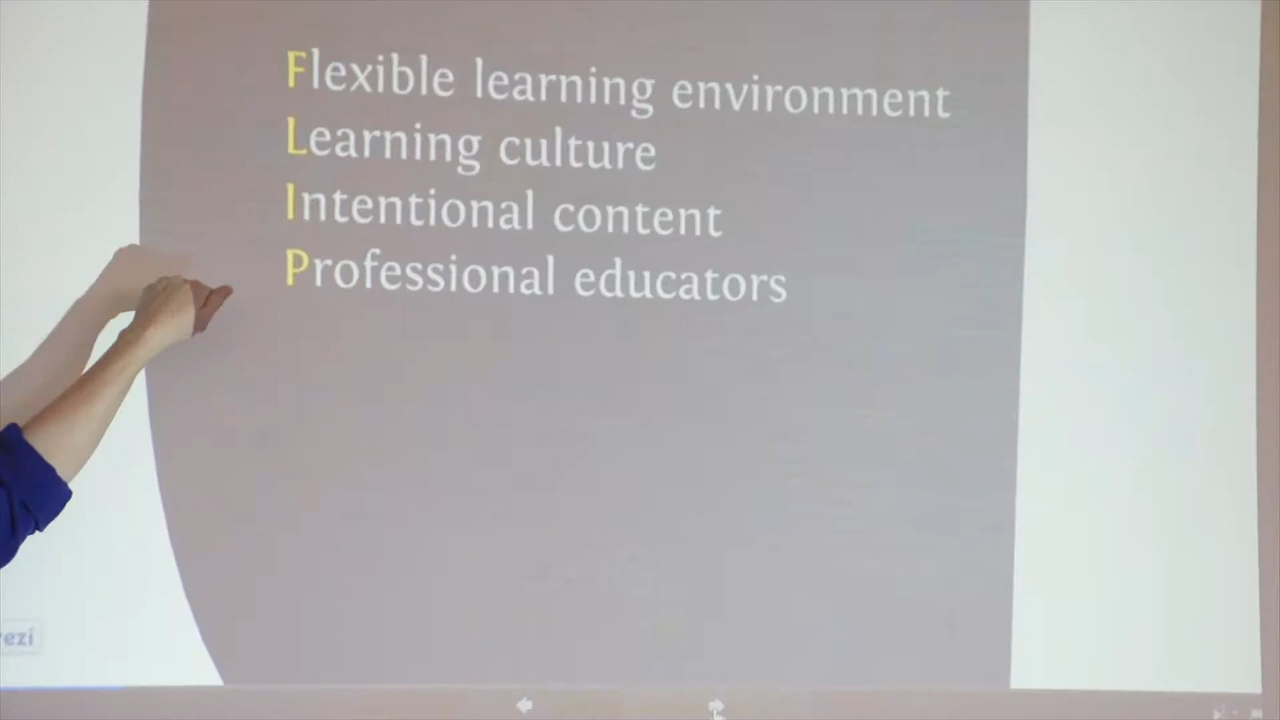 Flexible learning environment
Learning culture
Intentional content
Professional educators